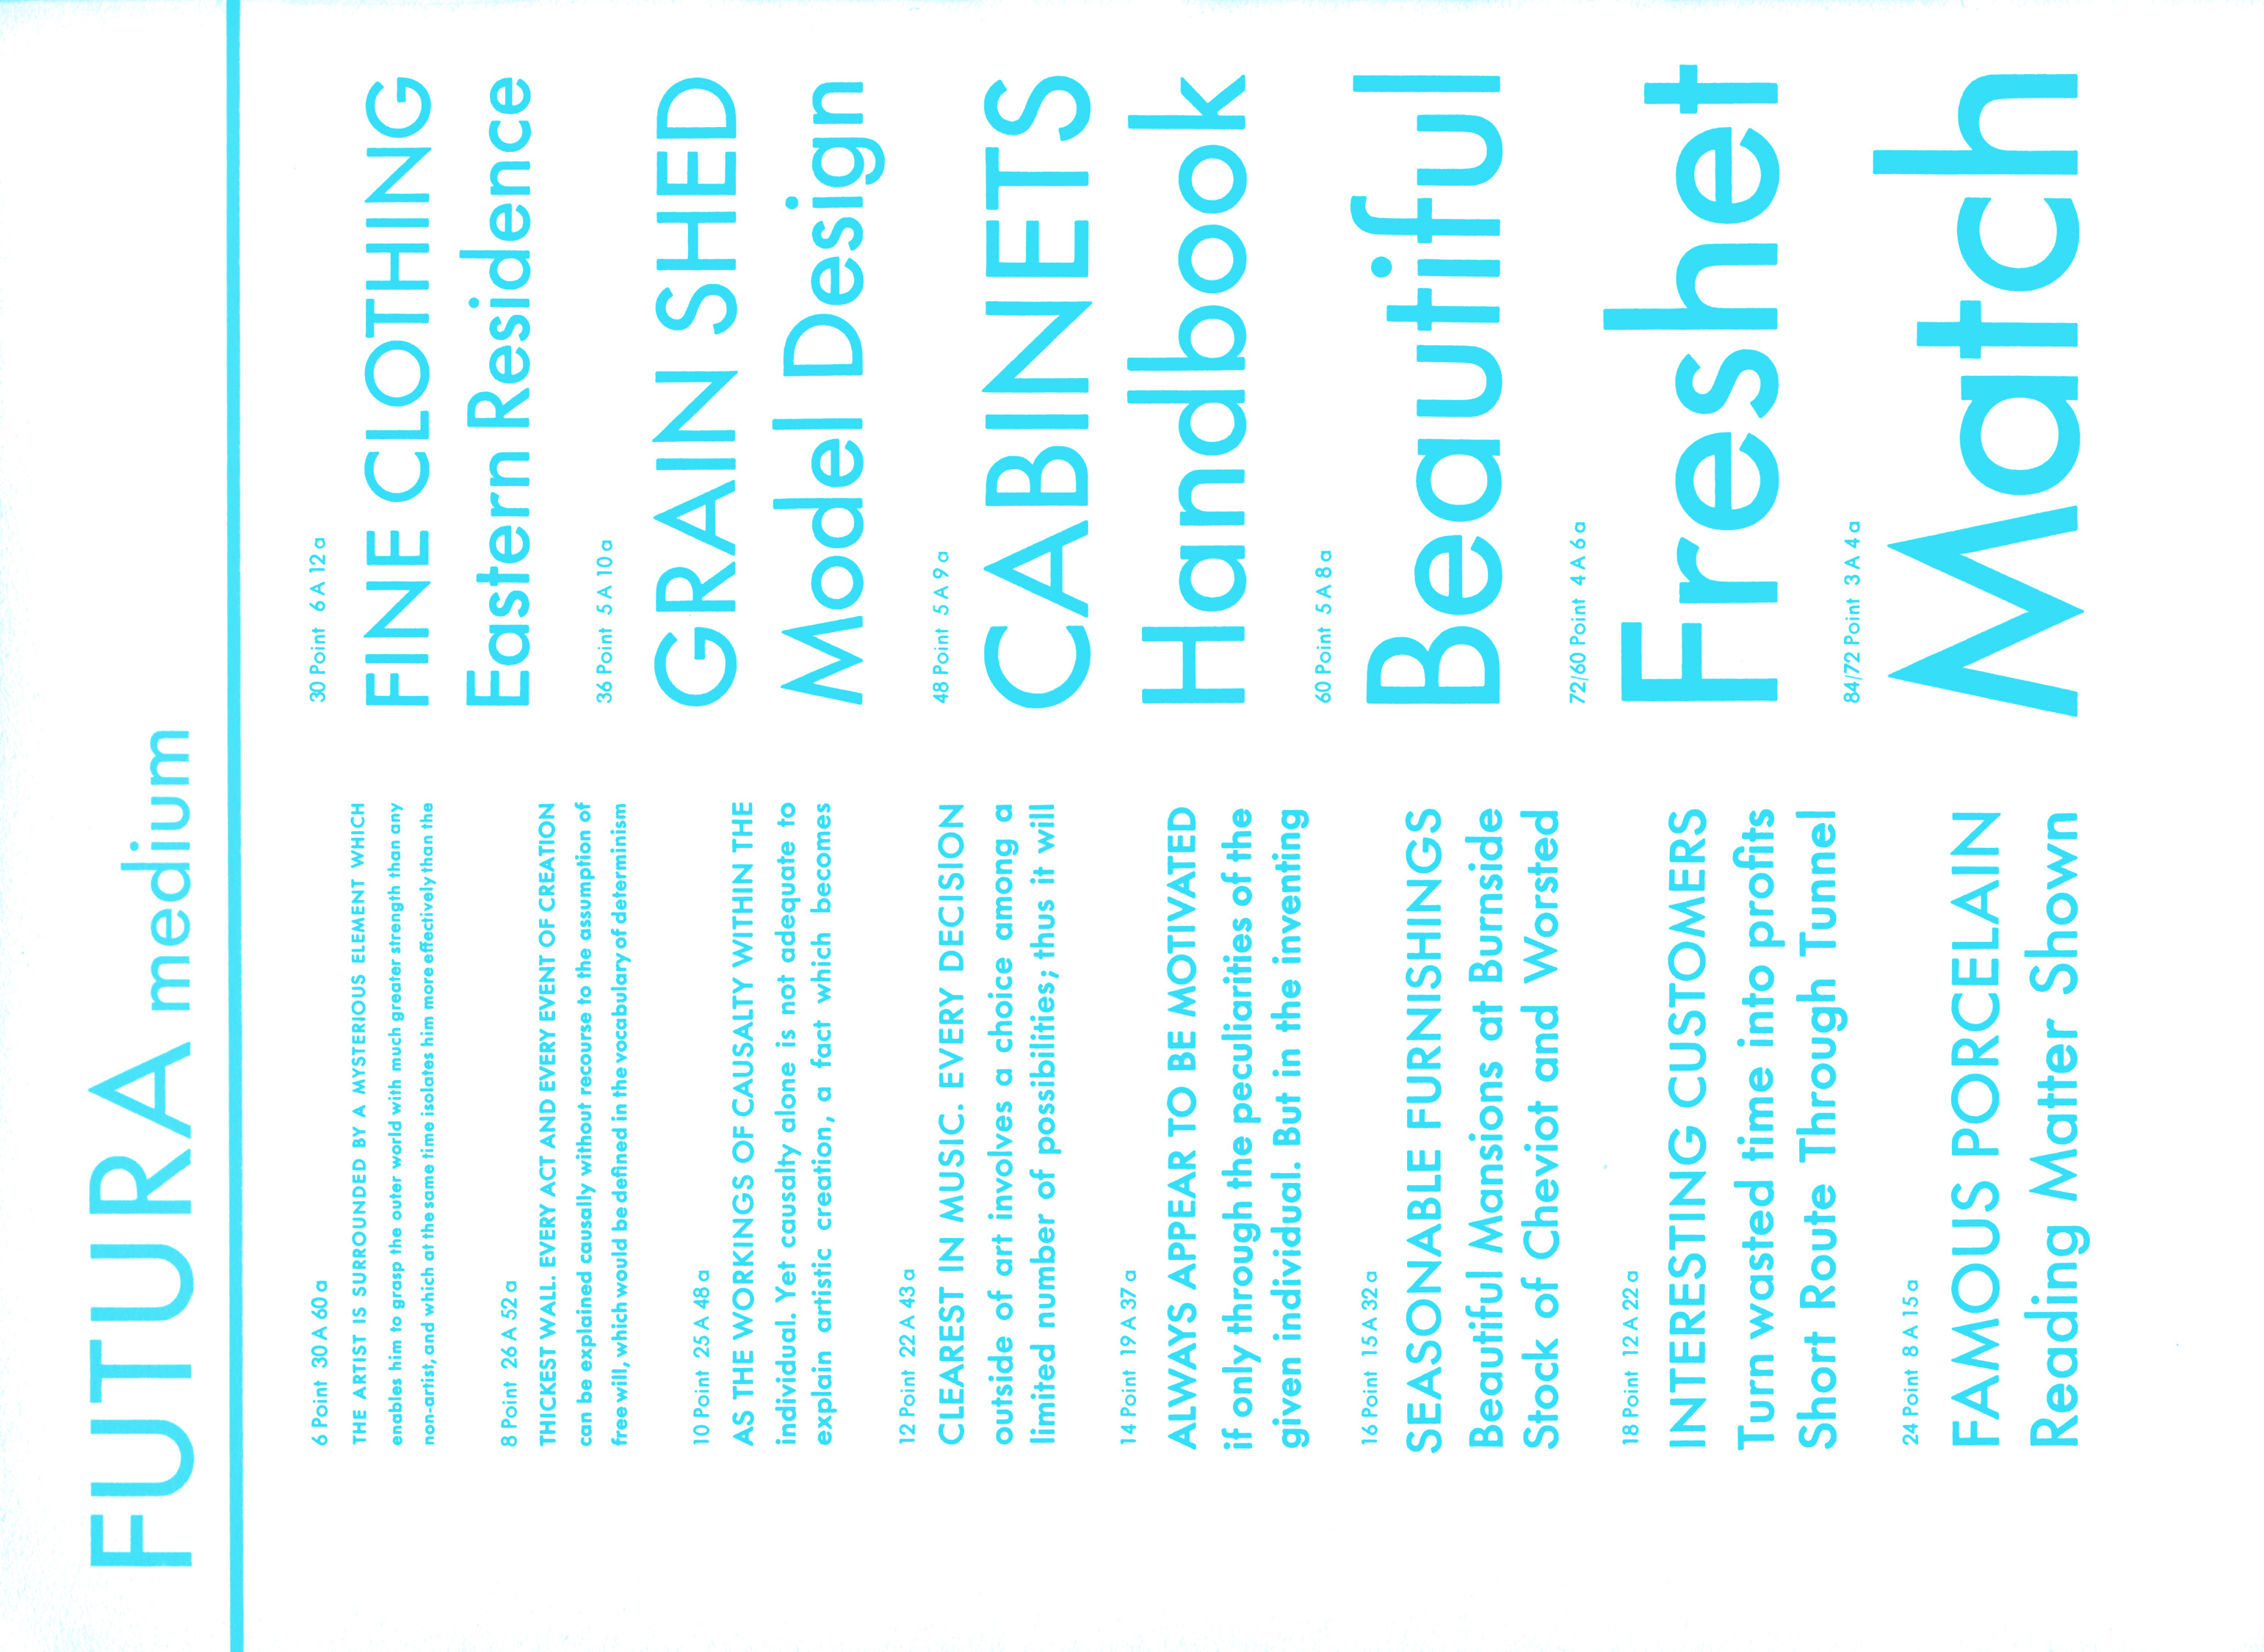 FUTURA medium
6 Point 30 A 60 a
THE ARTIST IS SURROUNDED BY A MYSTERIOUS ELEMENT WHICH
enables him to grasp the outer world with much greater strength than any
non-artist, and which at the same time isolates him more effectively than the
8 Point 26 A 52 a
THICKEST WALL. EVERY ACT AND EVERY EVENT OF CREATION
can be explained causally without recourse to the assumption of
free will, which would be defined in the vocabulary of determinism
10 Point 25 A 48 a
AS THE WORKINGS OF CAUSALTY WITHIN THE
individual. Yet causalty alone is not adequate to
explain artistic creation, a fact which becomes
12 Point 22 A 43 a
CLEAREST IN MUSIC. EVERY DECISION
outside of art involves a choice among a
limited number of possibilities; thus it will
14 Point 19 A 37 a
ALWAYS APPEAR TO BE MOTIVATED
if only through the peculiarities of the
given individual. But in the inventing
16 Point 15 A 32 a
SEASONABLE FURNISHINGS
Beautiful Mansions at Burnside
Stock of Cheviot and Worsted
18 Point 12 A 22 a
INTERESTING CUSTOMERS
Turn wasted time into profits
Short Route Through Tunnel
24 Point 8 A 15 a
FAMOUS PORCELAIN
Reading Matter Shown
30 Point 6 A 12 a
FINE CLOTHING
Eastern Residence
36 Point 5 A 10 a
GRAIN SHED
Model Design
48 Point 5 A 9 a
CABINETS
Handbook
60 Point 5 A 8 a
Beautiful
72/60 Point 4 A 6 a
Freshet
84/72 Point 3 A 4 a
Match